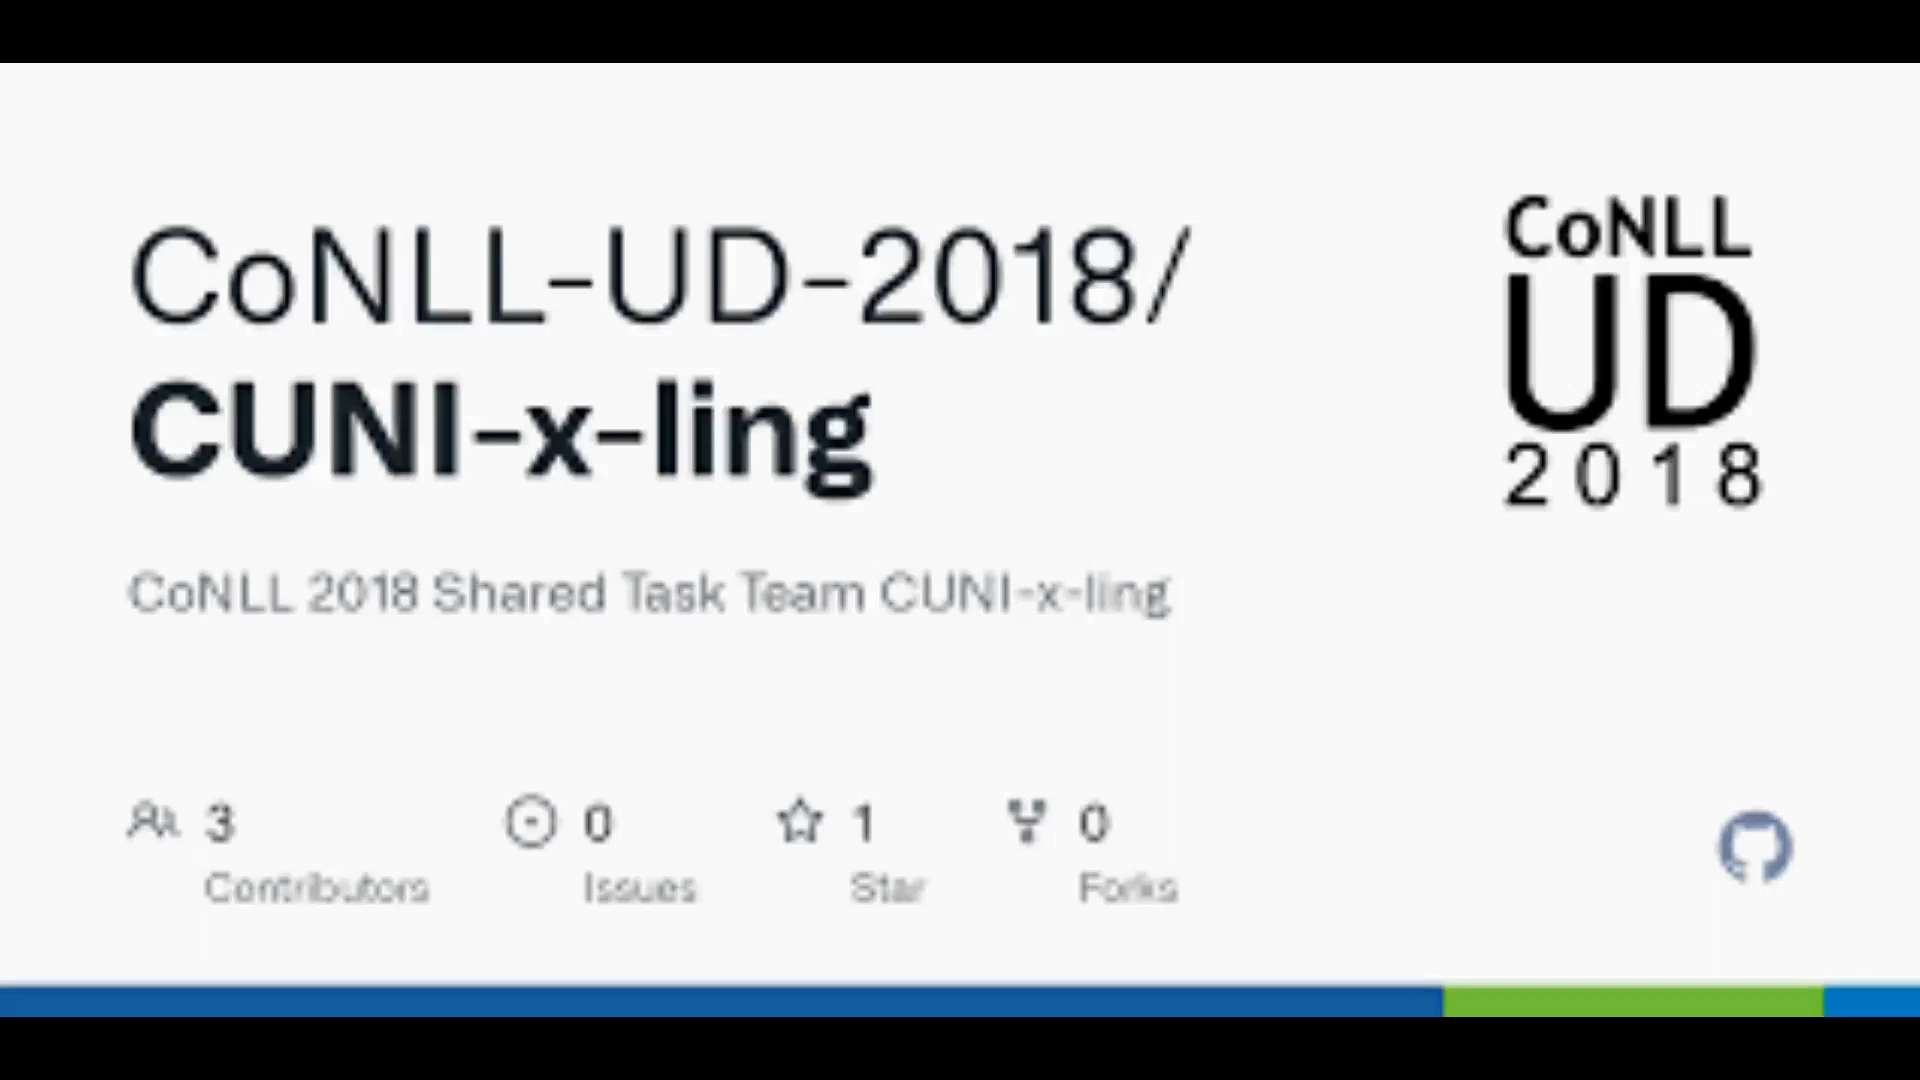 CoNLL-UD-2018/
CUNI-x-ling
CoNLL 2018 Shared Task Team CUNI-x-ling
3
Contributors
0
Issues
1
Star
0
Forks
CoNLL
UD
2018